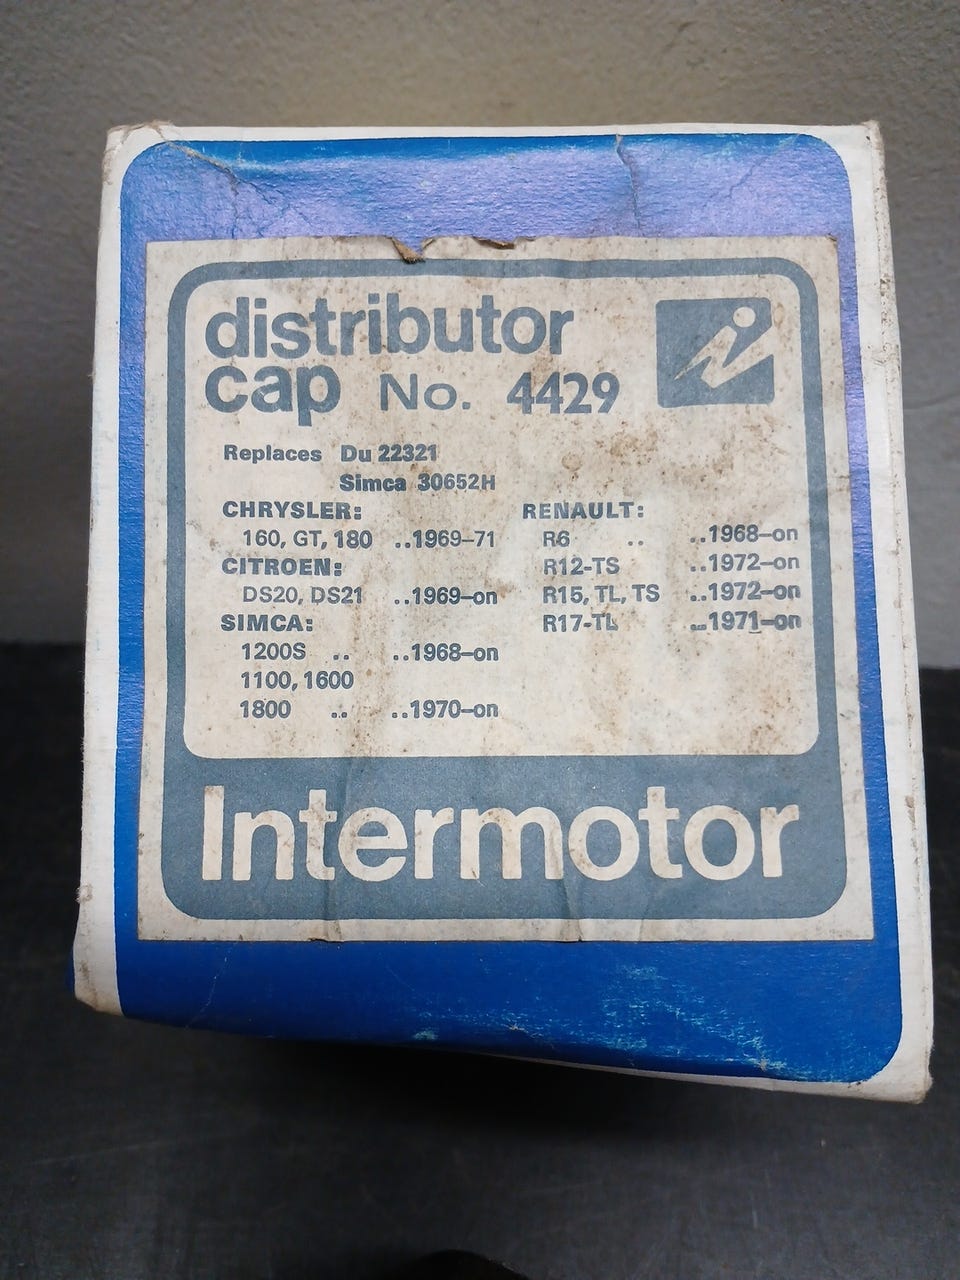 distributor
cap No. 4429
Replaces Du 22321
Simca 30652H
CHRYSLER:
160, GT, 180 ..1969–71
CITROEN:
DS20, DS21 ..1969–on
SIMCA:
1200S .. ..1968–on
1100, 1600
1800 .. ..1970–on
RENAULT:
R6 .. ..1968–on
R12-TS ..1972–on
R15, TL, TS ..1972–on
R17-TL ..1971–on
Intermotor